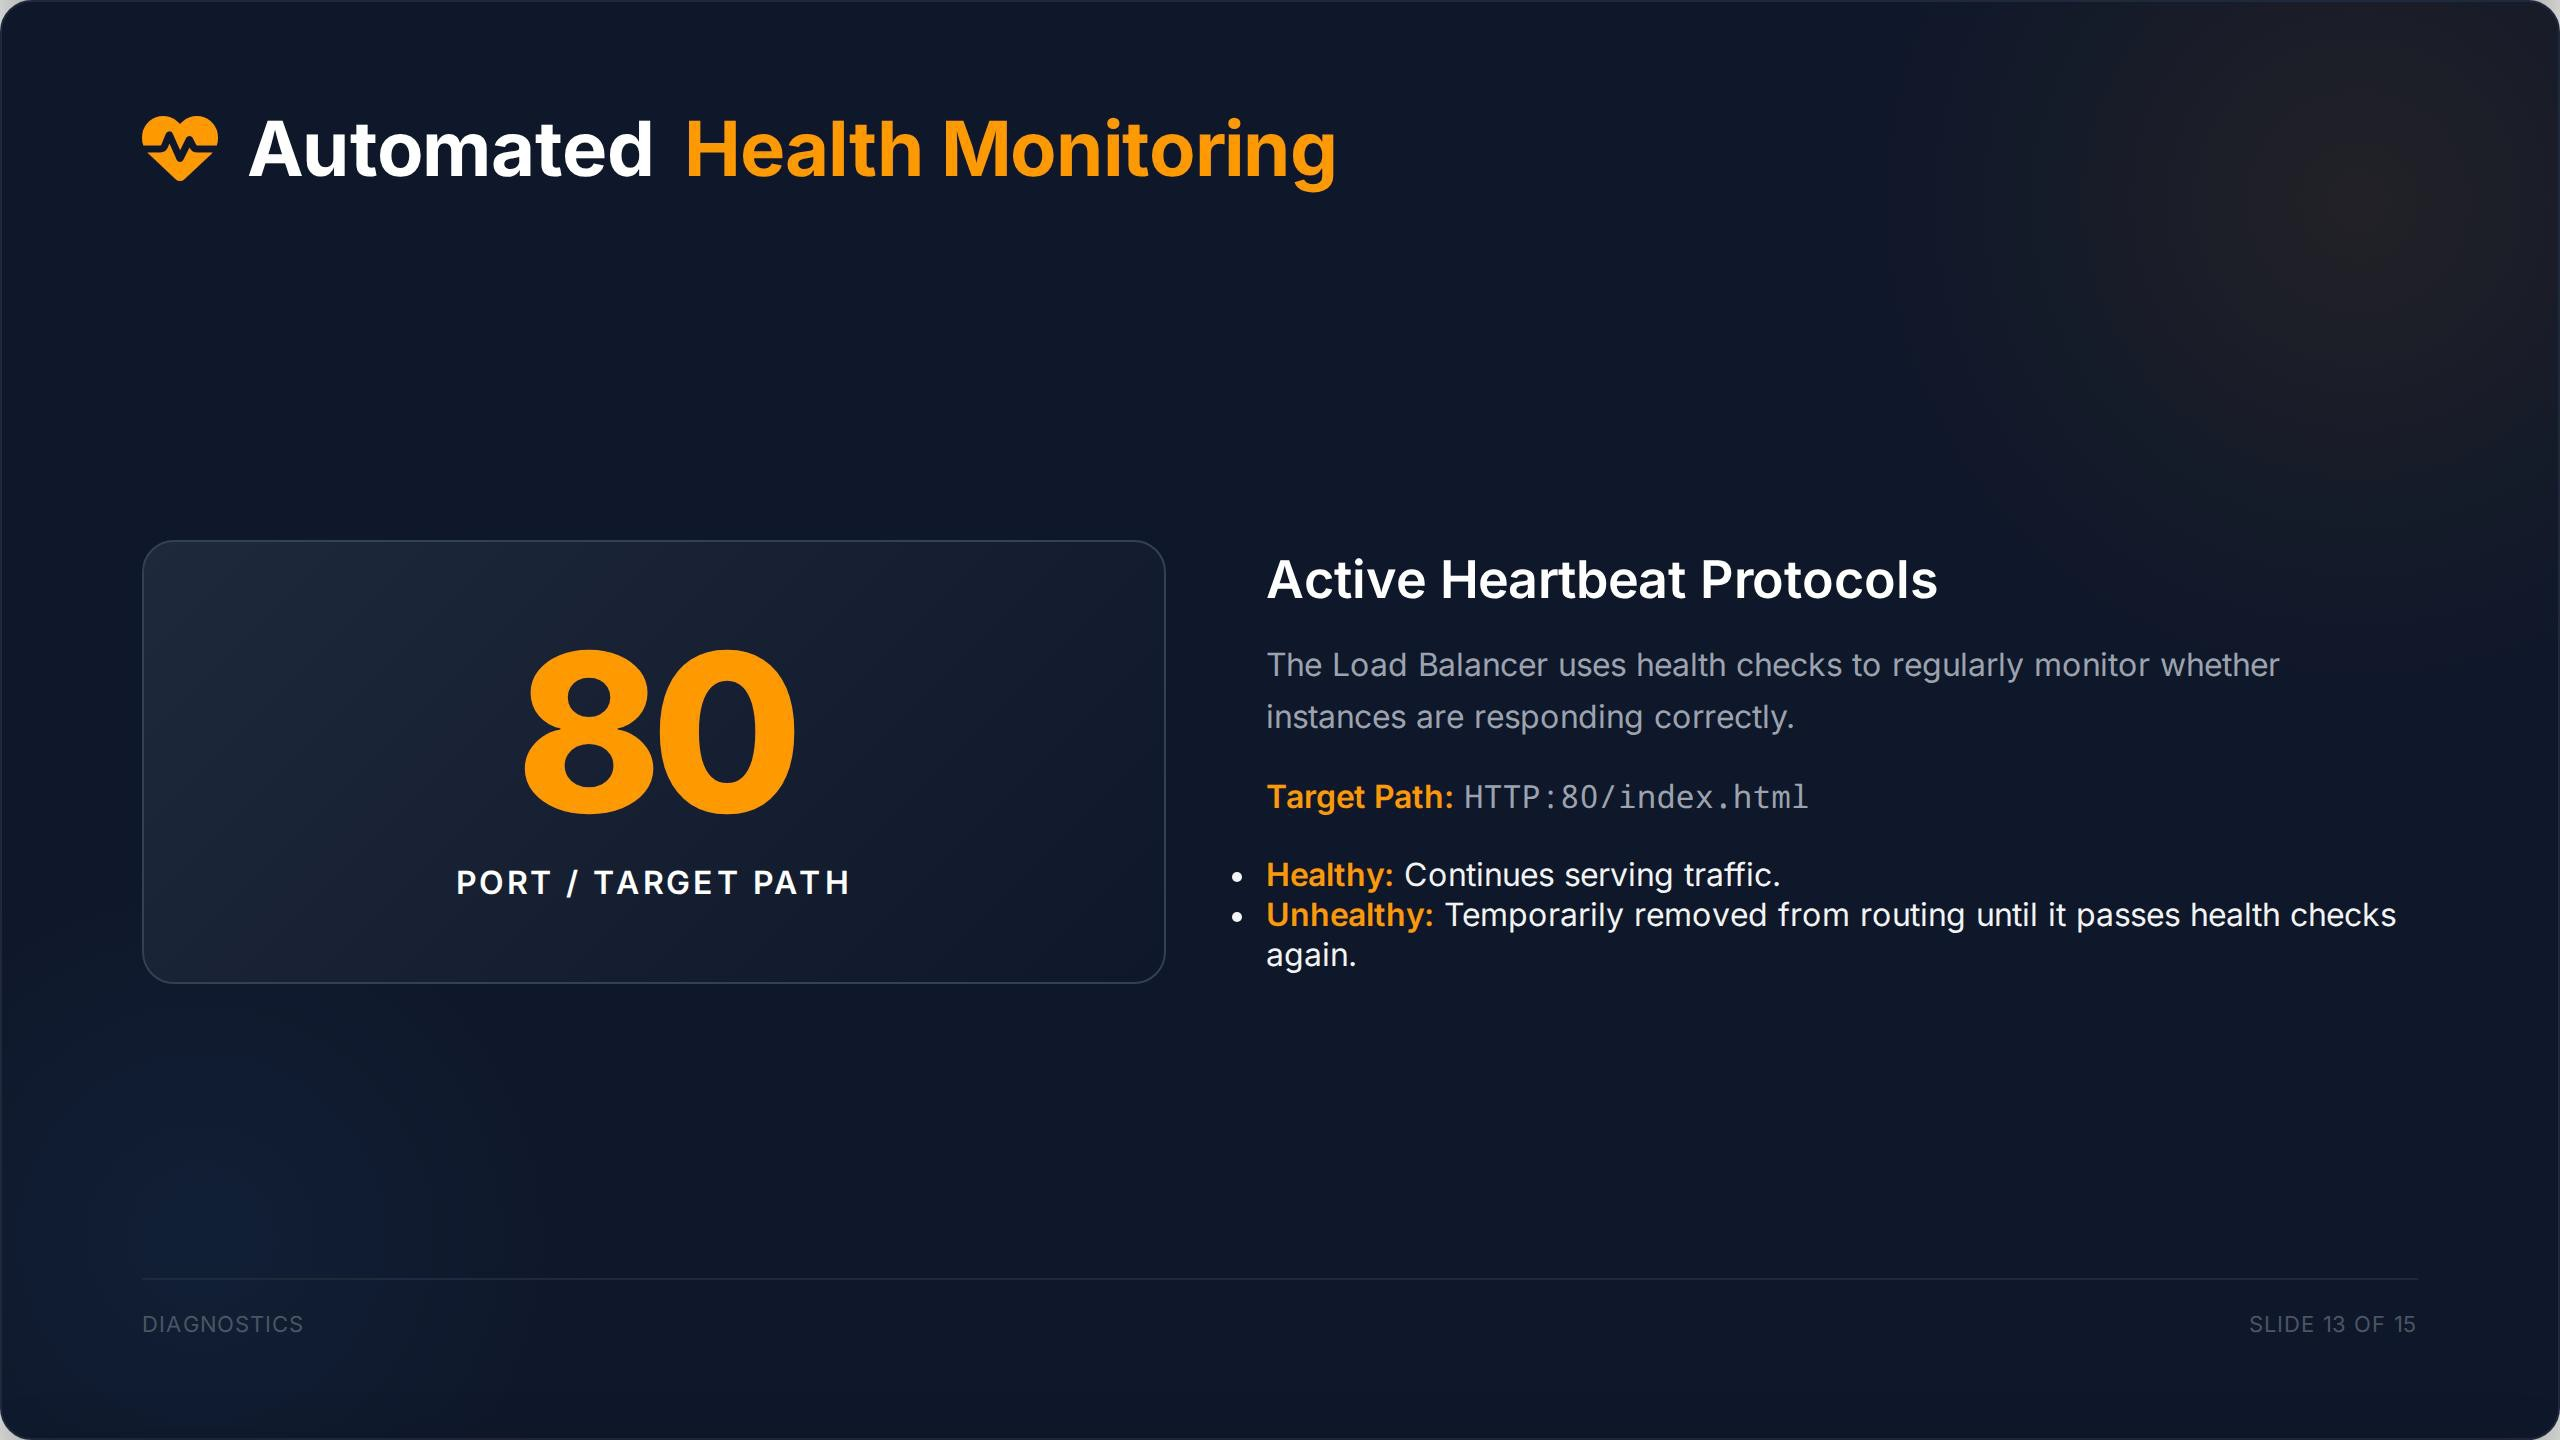 Automated Health Monitoring
80
PORT / TARGET PATH
Active Heartbeat Protocols
The Load Balancer uses health checks to regularly monitor whether
instances are responding correctly.
Target Path: HTTP:80/index.html
• Healthy: Continues serving traffic.
• Unhealthy: Temporarily removed from routing until it passes health checks
again.
DIAGNOSTICS
SLIDE 13 OF 15